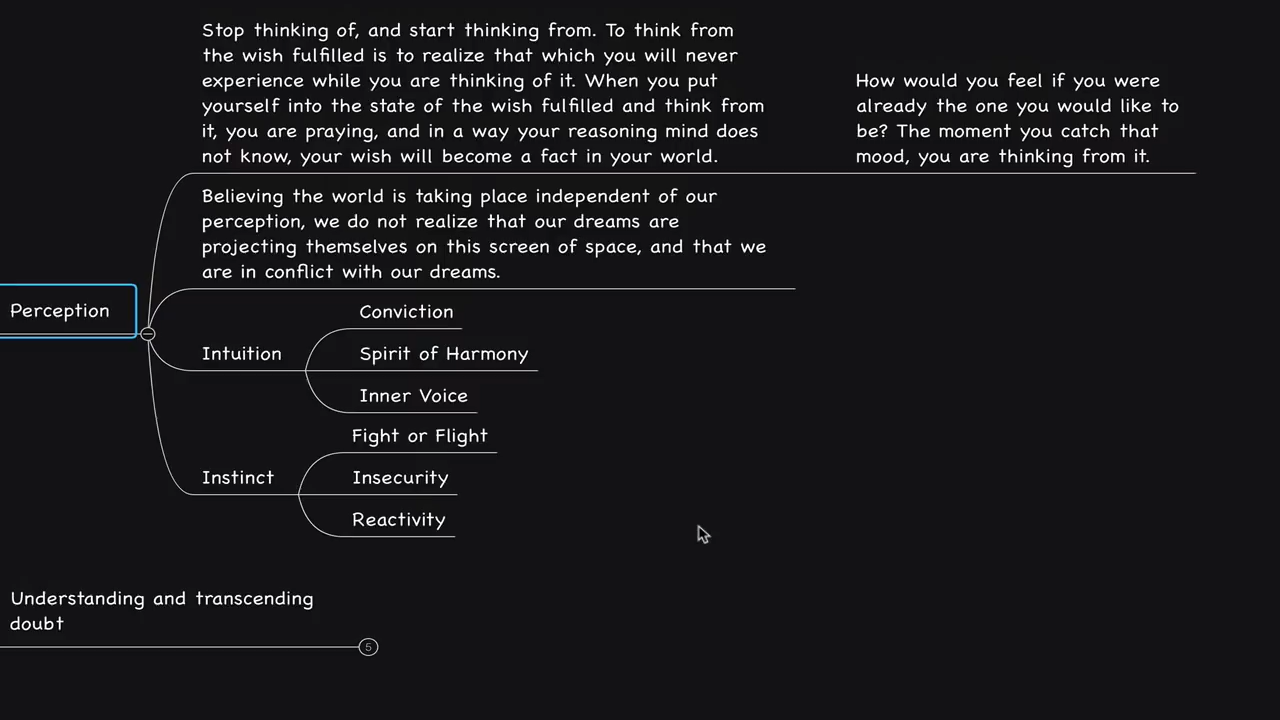 Stop thinking of, and start thinking from. To think from
the wish fulfilled is to realize that which you will never
experience while you are thinking of it. When you put
yourself into the state of the wish fulfilled and think from
it, you are praying, and in a way your reasoning mind does
not know, your wish will become a fact in your world.
How would you feel if you were
already the one you would like to
be? The moment you catch that
mood, you are thinking from it.
Believing the world is taking place independent of our
perception, we do not realize that our dreams are
projecting themselves on this screen of space, and that we
are in conflict with our dreams.
Perception
Intuition
Conviction
Spirit of Harmony
Inner Voice
Instinct
Fight or Flight
Insecurity
Reactivity
Understanding and transcending
doubt
5